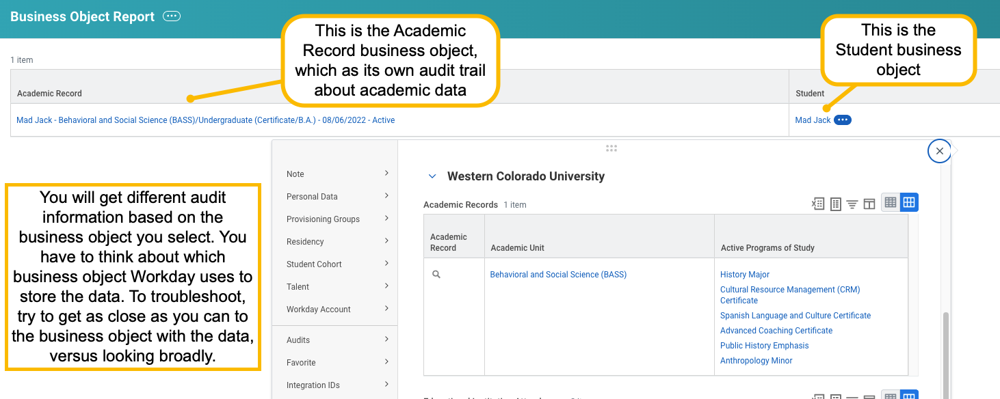 Business Object Report
This is the Academic
Record business object,
which as its own audit trail
about academic data
This is the
Student business
object
1 item
Academic Record
Student
Mad Jack - Behavioral and Social Science (BASS)/Undergraduate (Certificate/B.A.) - 08/06/2022 - Active
Mad Jack
You will get different audit
information based on the
business object you select. You
have to think about which
business object Workday uses to
store the data. To troubleshoot,
try to get as close as you can to
the business object with the data,
versus looking broadly.
Note
Personal Data
Provisioning Groups
Residency
Student Cohort
Talent
Workday Account
Audits
Favorite
Integration IDs
Western Colorado University
Academic Records 1 item
Academic
Record
Academic Unit
Active Programs of Study
Behavioral and Social Science (BASS)
History Major
Cultural Resource Management (CRM)
Certificate
Spanish Language and Culture Certificate
Advanced Coaching Certificate
Public History Emphasis
Anthropology Minor